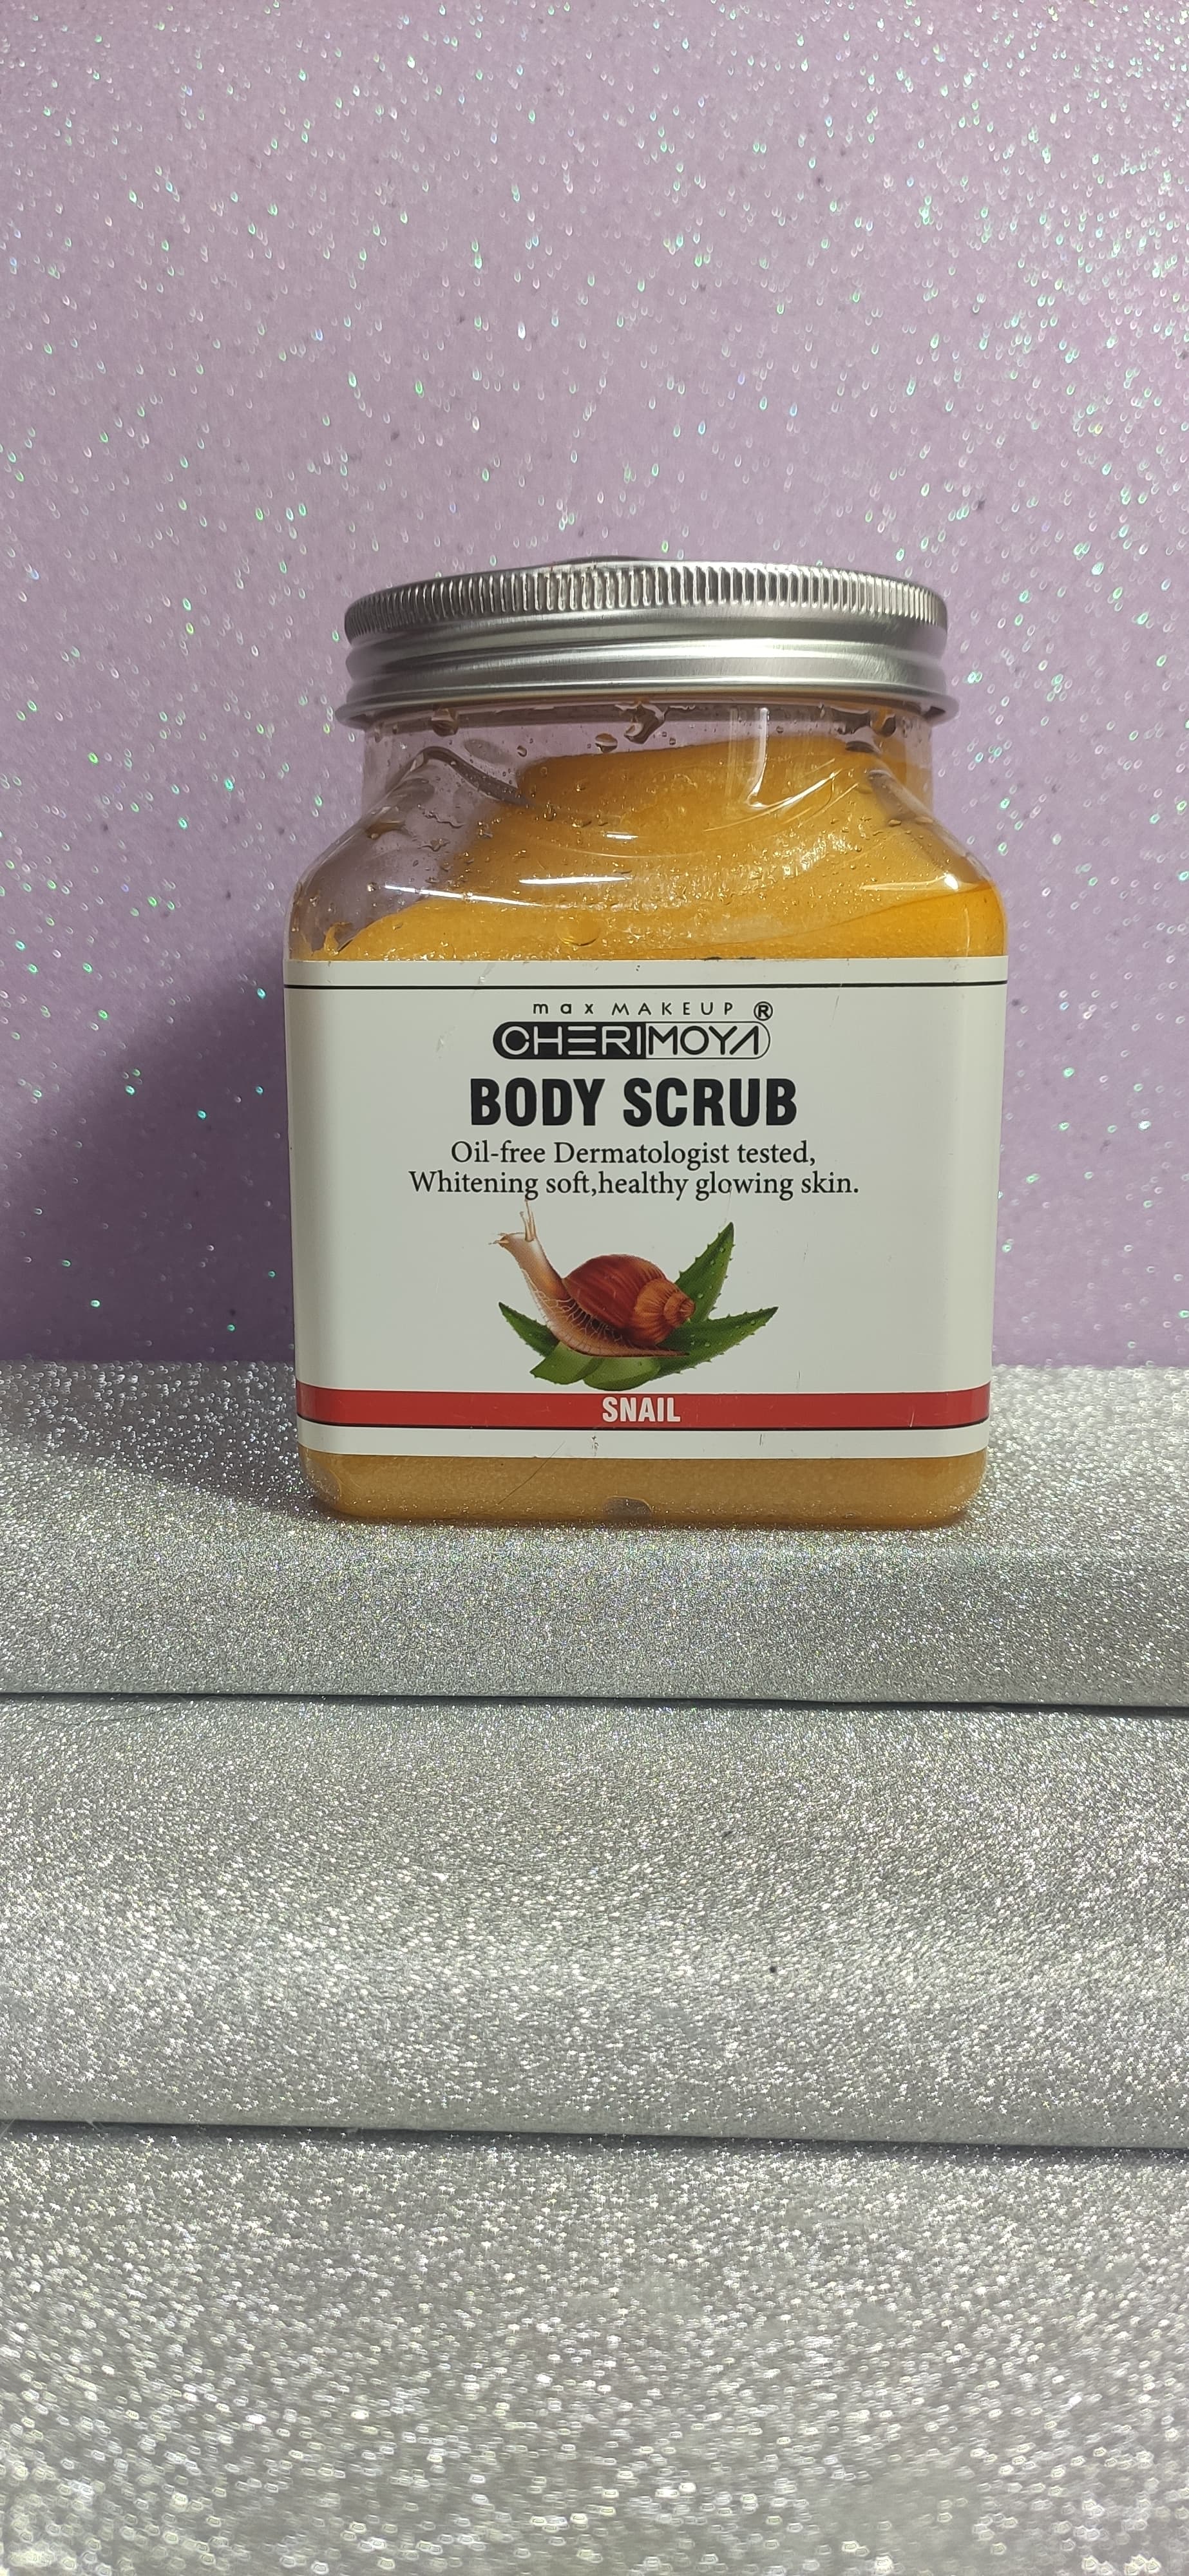 max MAKEUP ®
CHERIMOYA
BODY SCRUB
Oil-free Dermatologist tested,
Whitening soft,healthy glowing skin.
SNAIL